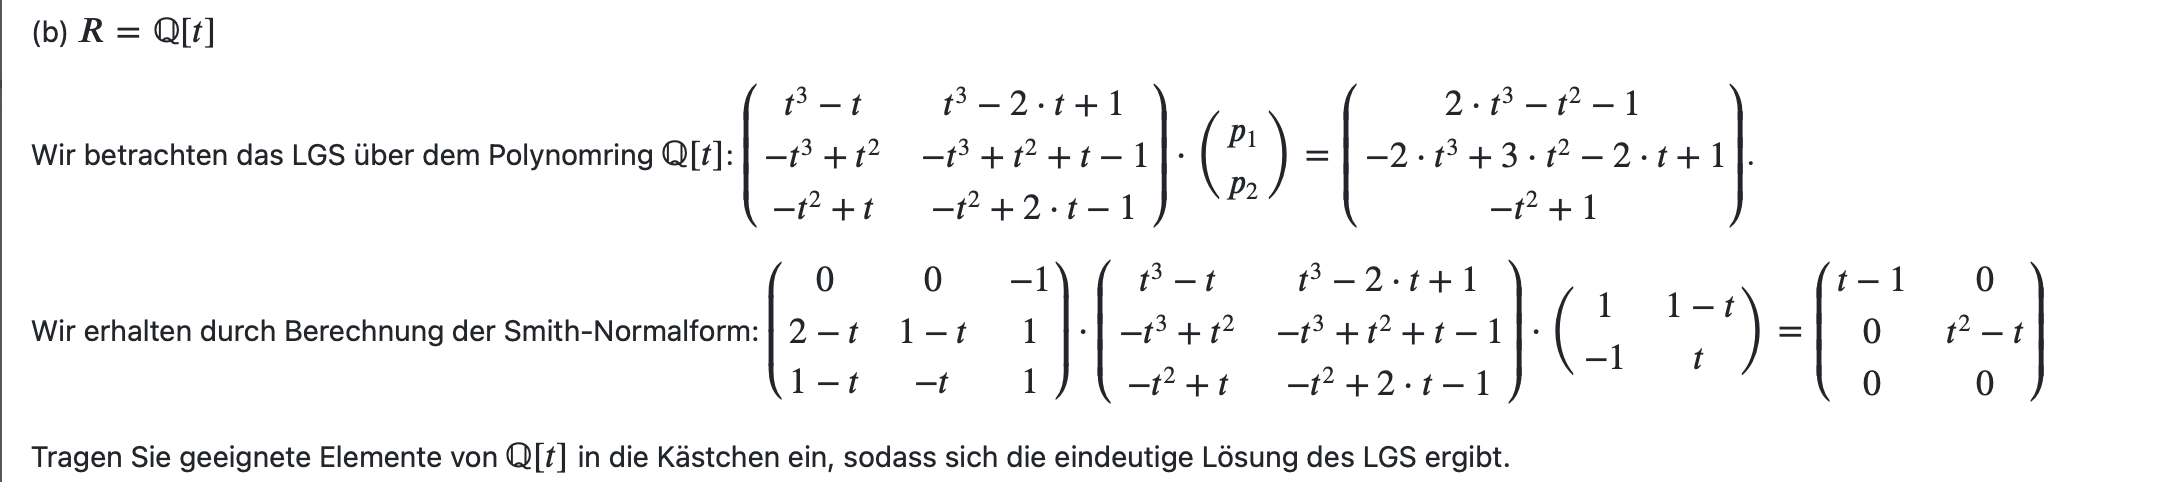 (b) R = ℚ[t]
Wir betrachten das LGS über dem Polynomring ℚ[t]: \begin{pmatrix} t^3 - t & t^3 - 2 \cdot t + 1 \\ -t^3 + t^2 & -t^3 + t^2 + t - 1 \\ -t^2 + t & -t^2 + 2 \cdot t - 1 \end{pmatrix} \cdot \begin{pmatrix} p_1 \\ p_2 \end{pmatrix} = \begin{pmatrix} 2 \cdot t^3 - t^2 - 1 \\ -2 \cdot t^3 + 3 \cdot t^2 - 2 \cdot t + 1 \\ -t^2 + 1 \end{pmatrix}.
Wir erhalten durch Berechnung der Smith-Normalform: \begin{pmatrix} 0 & 0 & -1 \\ 2 - t & 1 - t & 1 \\ 1 - t & -t & 1 \end{pmatrix} \cdot \begin{pmatrix} t^3 - t & t^3 - 2 \cdot t + 1 \\ -t^3 + t^2 & -t^3 + t^2 + t - 1 \\ -t^2 + t & -t^2 + 2 \cdot t - 1 \end{pmatrix} \cdot \begin{pmatrix} 1 & 1 - t \\ -1 & t \end{pmatrix} = \begin{pmatrix} t - 1 & 0 \\ 0 & t^2 - t \\ 0 & 0 \end{pmatrix}
Tragen Sie geeignete Elemente von ℚ[t] in die Kästchen ein, sodass sich die eindeutige Lösung des LGS ergibt.